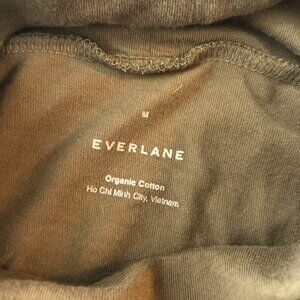 M
EVERLANE
Organic Cotton
Ho Chi Minh City, Vietnam